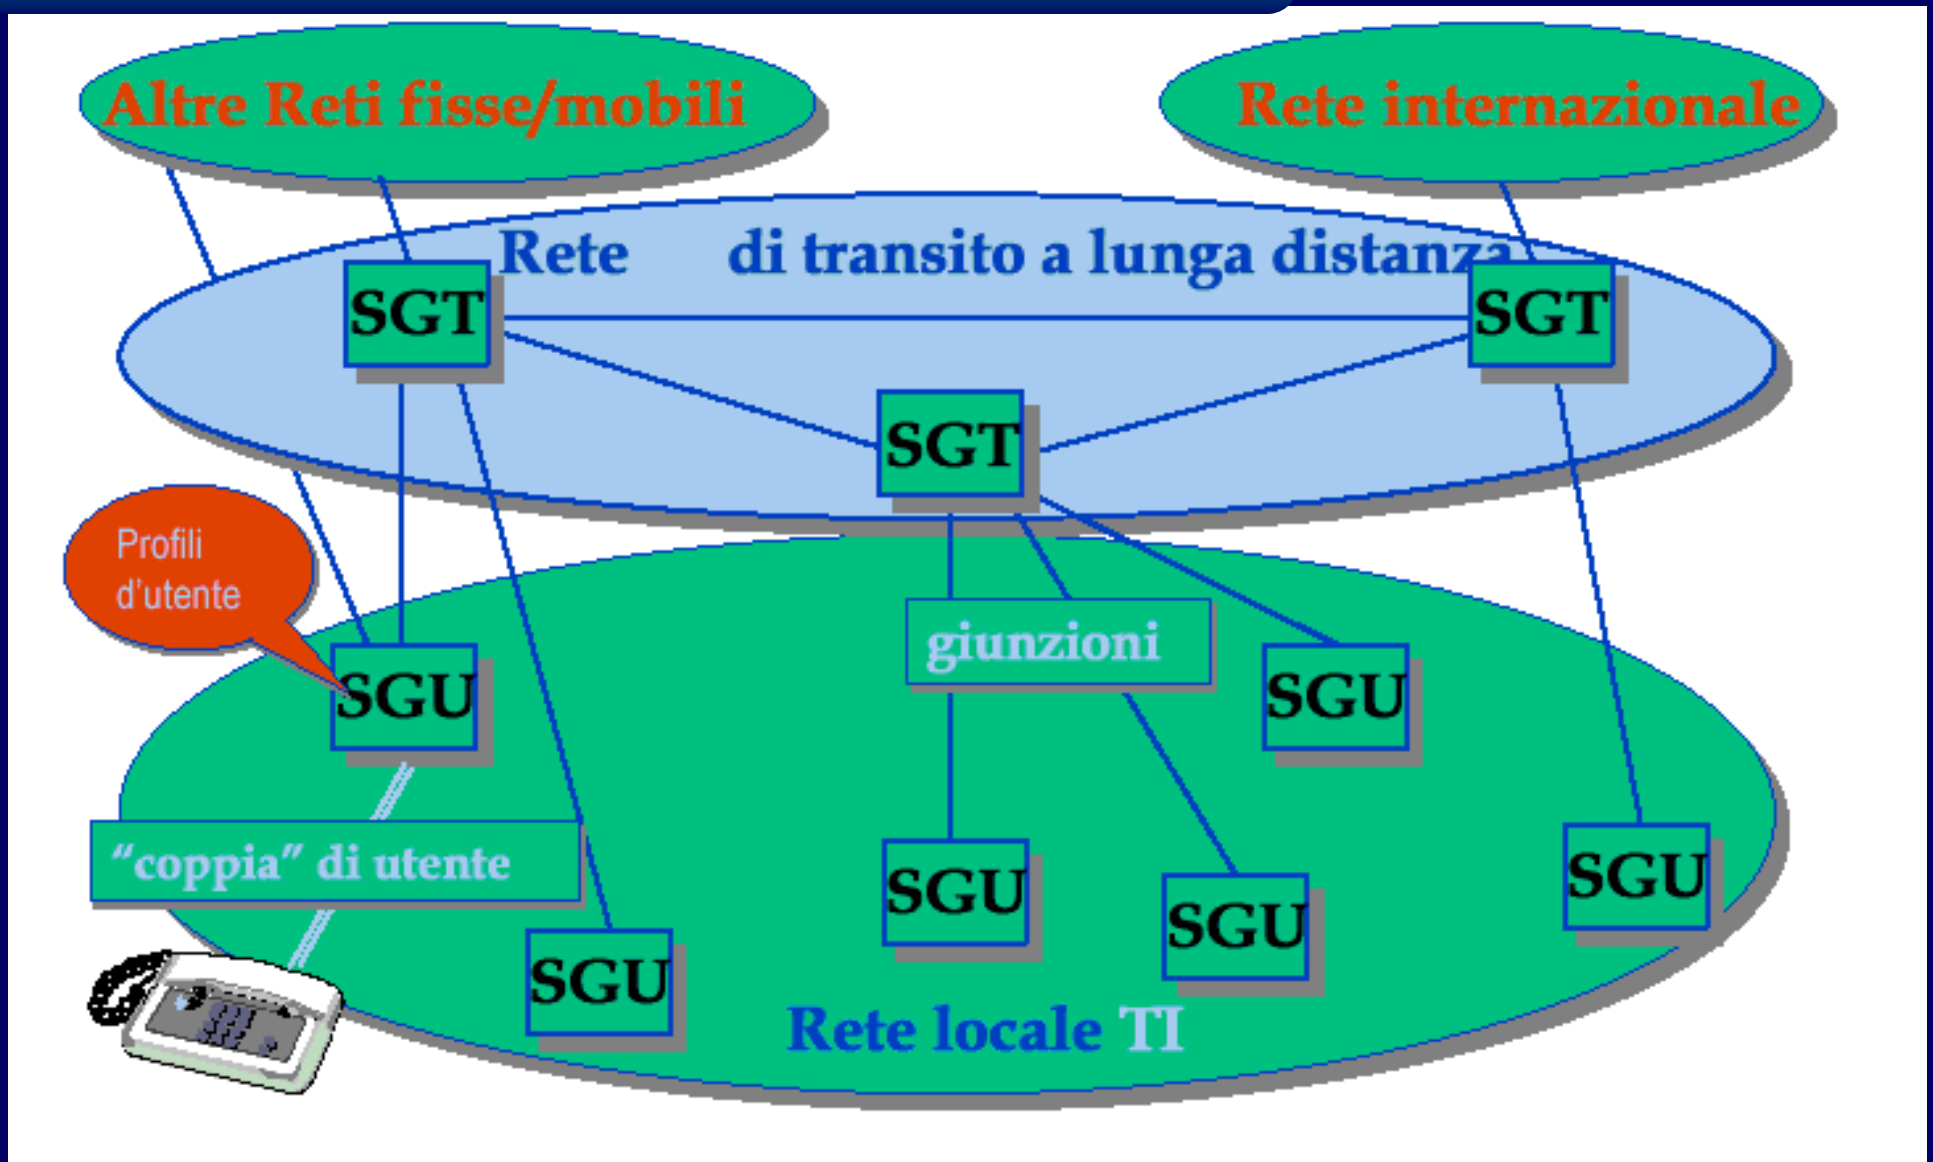 Altre Reti fisse/mobili
Rete internazionale
Rete di transito a lunga distanza
SGT
SGT
SGT
Profili
d’utente
giunzioni
SGU
SGU
“coppia” di utente
SGU
SGU
SGU
SGU
Rete locale TI